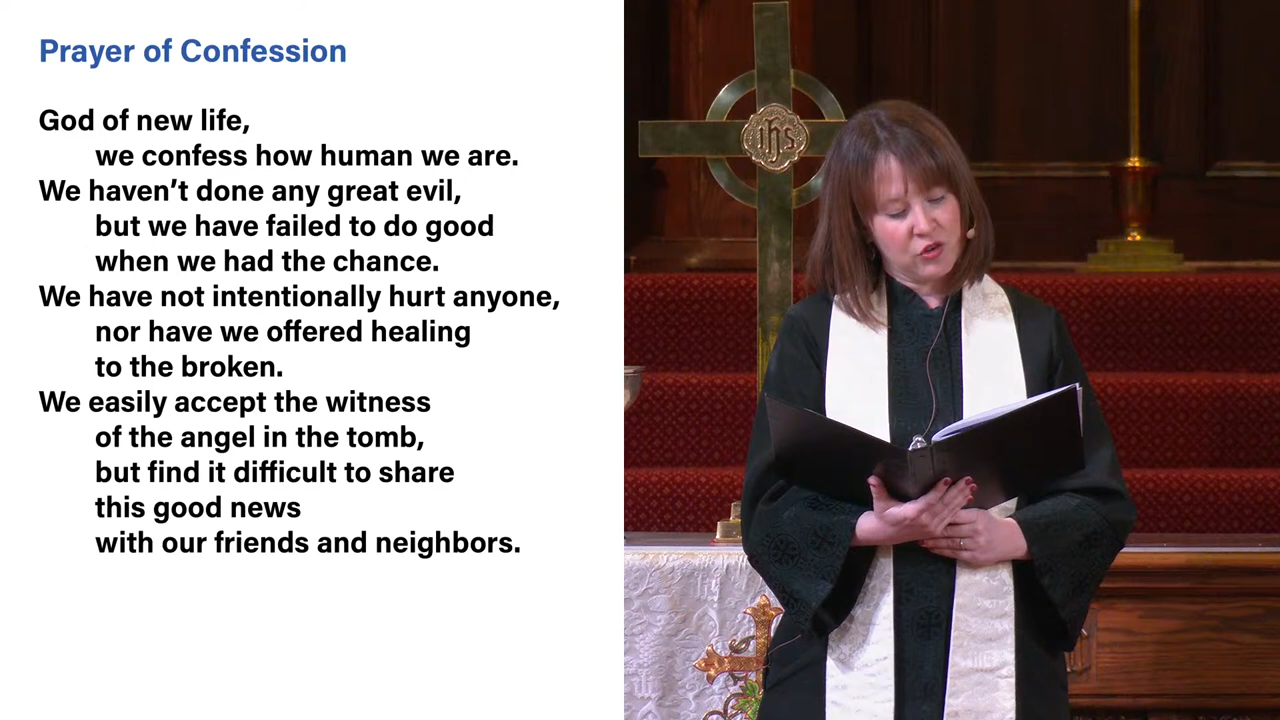 Prayer of Confession
God of new life,
we confess how human we are.
We haven’t done any great evil,
but we have failed to do good
when we had the chance.
We have not intentionally hurt anyone,
nor have we offered healing
to the broken.
We easily accept the witness
of the angel in the tomb,
but find it difficult to share
this good news
with our friends and neighbors.
IHS